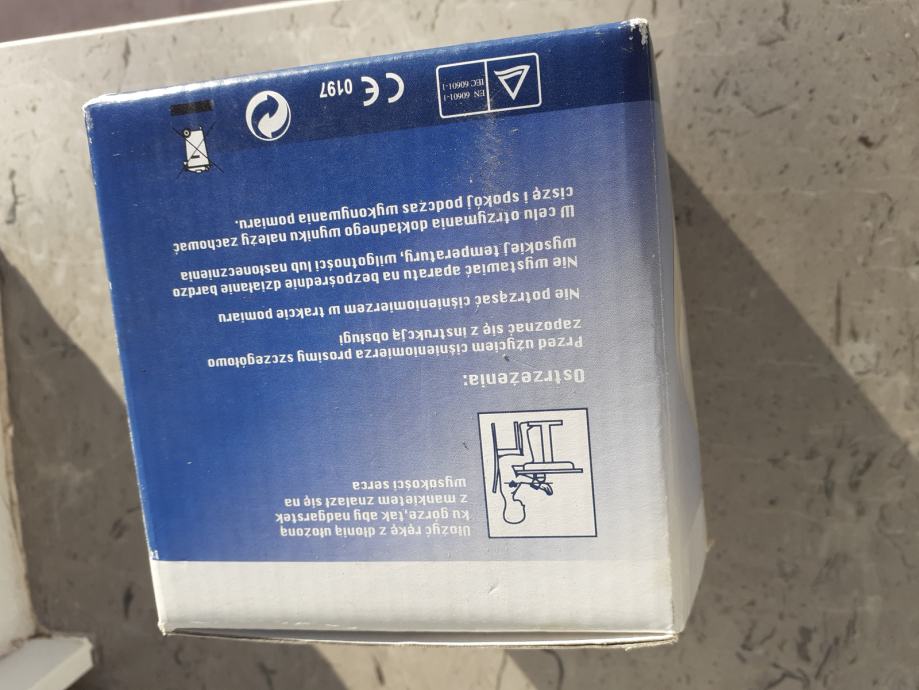 Ułożyć rękę z dłonią ułożoną
ku górze,tak aby nadgarstek
z mankietem znalazł się na
wysokości serca
Ostrzeżenia:
Przed użyciem ciśnieniomierza prosimy szczegółowo
zapoznać się z instrukcją obsługi
Nie potrząsać ciśnieniomierzem w trakcie pomiaru
Nie wystawiać aparatu na bezpośrednie działanie bardzo
wysokiej temperatury, wilgotności lub nasłonecznienia
W celu otrzymania dokładnego wyniku należy zachować
ciszę i spokój podczas wykonywania pomiaru.
EN 60601-1
IEC 60601-1
CE 0197